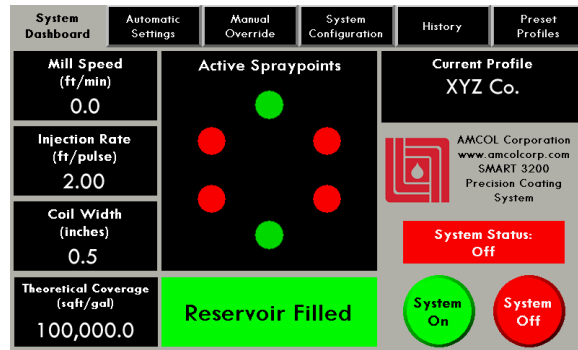 System
Dashboard
Automatic
Settings
Manual
Override
System
Configuration
History
Preset
Profiles
Mill Speed
(ft/min)
0.0
Injection Rate
(ft/pulse)
2.00
Coil Width
(inches)
0.5
Theoretical Coverage
(sqft/gal)
100,000.0
Active Spraypoints
Reservoir Filled
Current Profile
XYZ Co.
AMCOL Corporation
www.amcolcorp.com
SMART 3200
Precision Coating
System
System Status:
Off
System
On
System
Off